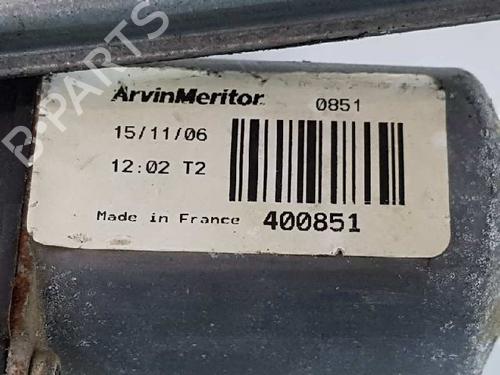 ArvinMeritor 0851
15/11/06
12:02 T2
Made in France 400851
B-PARTS